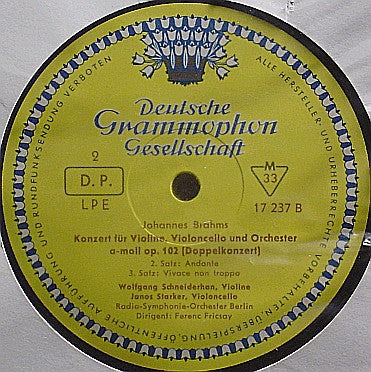 ALLE HERSTELLER- UND URHEBERRECHTE VORBEHALTEN, ÜBERSPIELUNG, ÖFFENTLICHE AUFFÜHRUNG UND RUNDFUNKSENDUNG VERBOTEN
Deutsche
Grammophon
Gesellschaft
2
D. P.
LPE
M
33
17 237 B
Johannes Brahms
Konzert für Violine, Violoncello und Orchester
a-moll op. 102 [Doppelkonzert]
2. Satz: Andante
3. Satz: Vivace non troppo
Wolfgang Schneiderhan, Violine
Janos Starker, Violoncello
Radio-Symphonie-Orchester Berlin
Dirigent: Ferenc Fricsay